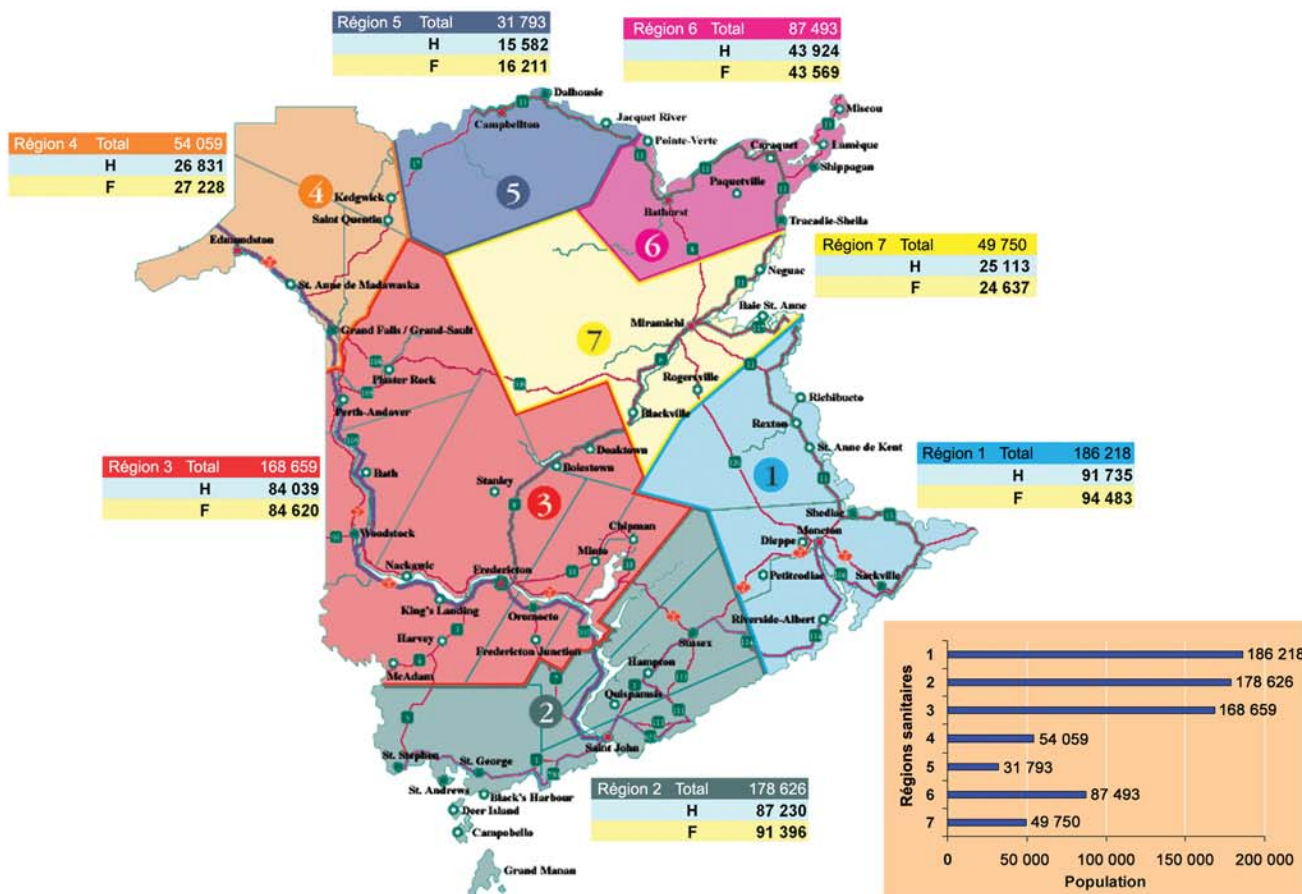 Région 5 Total 31 793
H 15 582
F 16 211
Région 6 Total 87 493
H 43 924
F 43 569
Région 4 Total 54 059
H 26 831
F 27 228
Région 7 Total 49 750
H 25 113
F 24 637
Région 3 Total 168 659
H 84 039
F 84 620
Région 1 Total 186 218
H 91 735
F 94 483
Région 2 Total 178 626
H 87 230
F 91 396
Dalhousie
Campbellton
Jacquet River
Pointe-Verte
Miscou
Lamèque
Caraquet
Shippagan
Paquetville
Bathurst
Tracadie-Sheila
4
5
6
Kedgwick
Saint Quentin
Edmundston
St. Anne de Madawaska
Grand Falls / Grand-Sault
Neguac
Baie St. Anne
Miramichi
7
Plaster Rock
Perth-Andover
Rogersville
Blackville
Richibucto
Rexton
St. Anne de Kent
Doaktown
Boiestown
Bath
Stanley
3
1
Chipman
Shediac
Moncton
Dieppe
Woodstock
Minto
Nackawic
Fredericton
Petitcodiac
Sackville
King's Landing
Oromocto
Riverside-Albert
Harvey
Fredericton Junction
Sussex
McAdam
Hampton
Quispamsis
2
Saint John
St. Stephen
St. George
St. Andrews
Black's Harbour
Deer Island
Campobello
Grand Manan
Régions sanitaires
1 186 218
2 178 626
3 168 659
4 54 059
5 31 793
6 87 493
7 49 750
0 50 000 100 000 150 000 200 000
Population